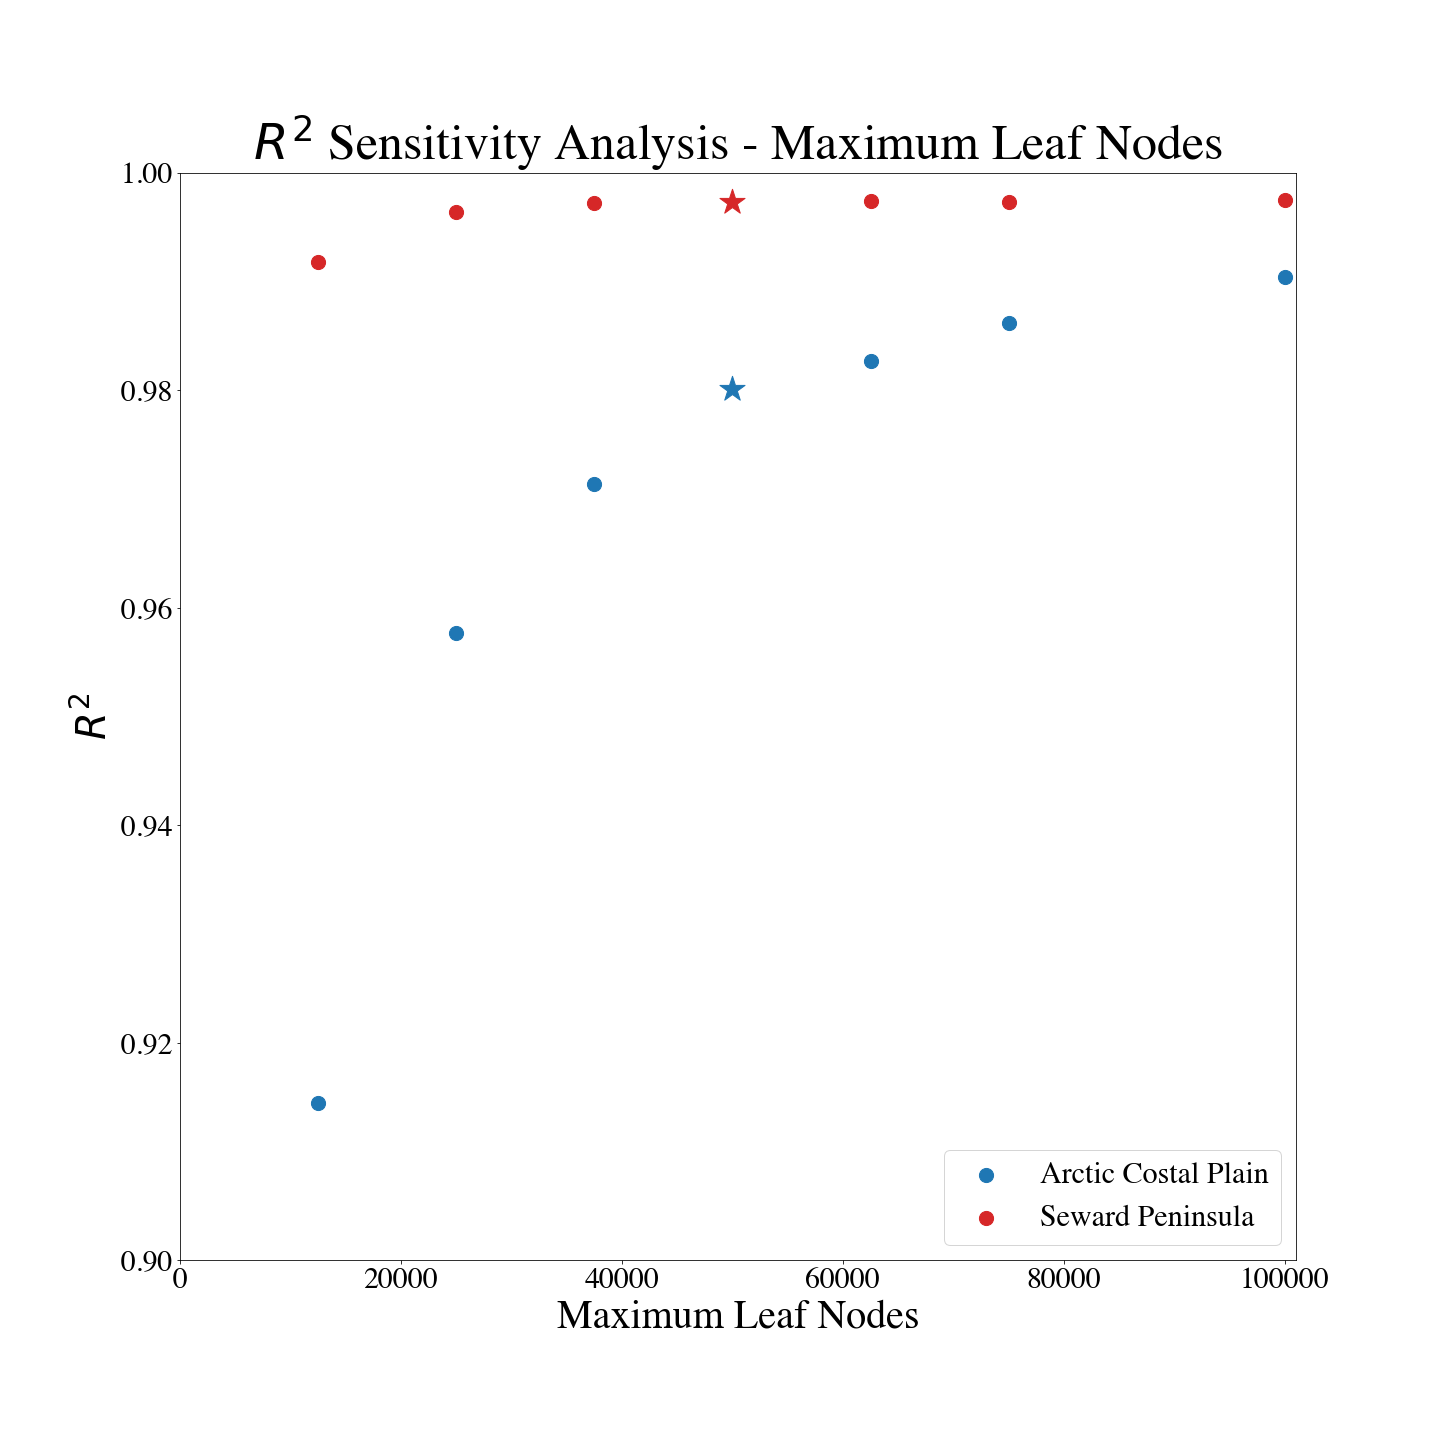 R² Sensitivity Analysis - Maximum Leaf Nodes
1.00
0.98
0.96
0.94
0.92
0.90
R²
0 20000 40000 60000 80000 100000
Maximum Leaf Nodes
Arctic Costal Plain
Seward Peninsula